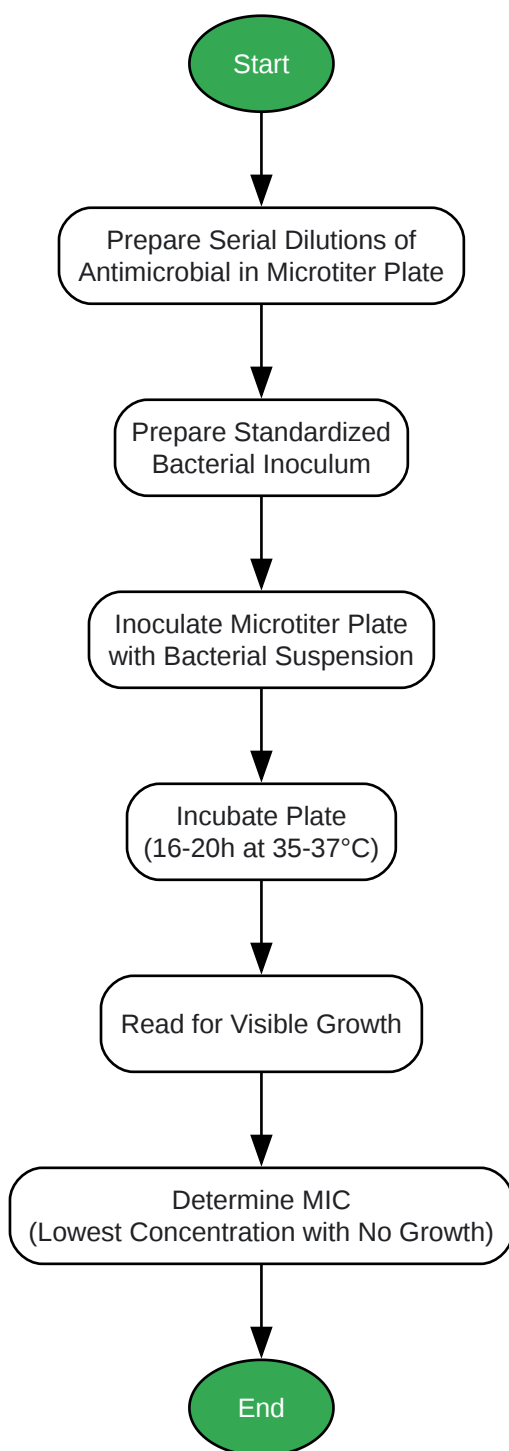 Start
Prepare Serial Dilutions of
Antimicrobial in Microtiter Plate
Prepare Standardized
Bacterial Inoculum
Inoculate Microtiter Plate
with Bacterial Suspension
Incubate Plate
(16-20h at 35-37°C)
Read for Visible Growth
Determine MIC
(Lowest Concentration with No Growth)
End